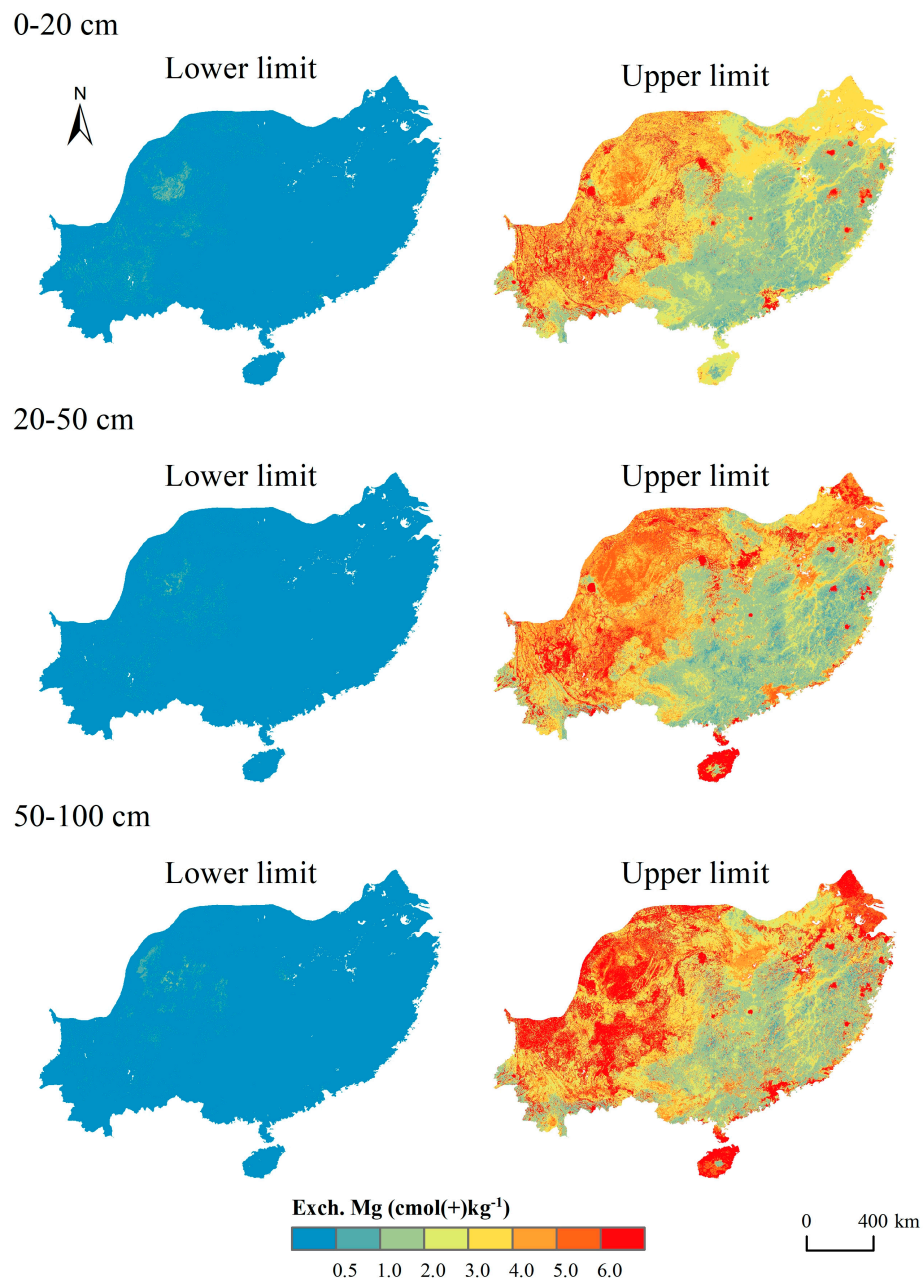 0-20 cm
Lower limit
Upper limit
N
20-50 cm
Lower limit
Upper limit
50-100 cm
Lower limit
Upper limit
Exch. Mg (cmol(+)kg⁻¹)
0.5 1.0 2.0 3.0 4.0 5.0 6.0
0 400 km